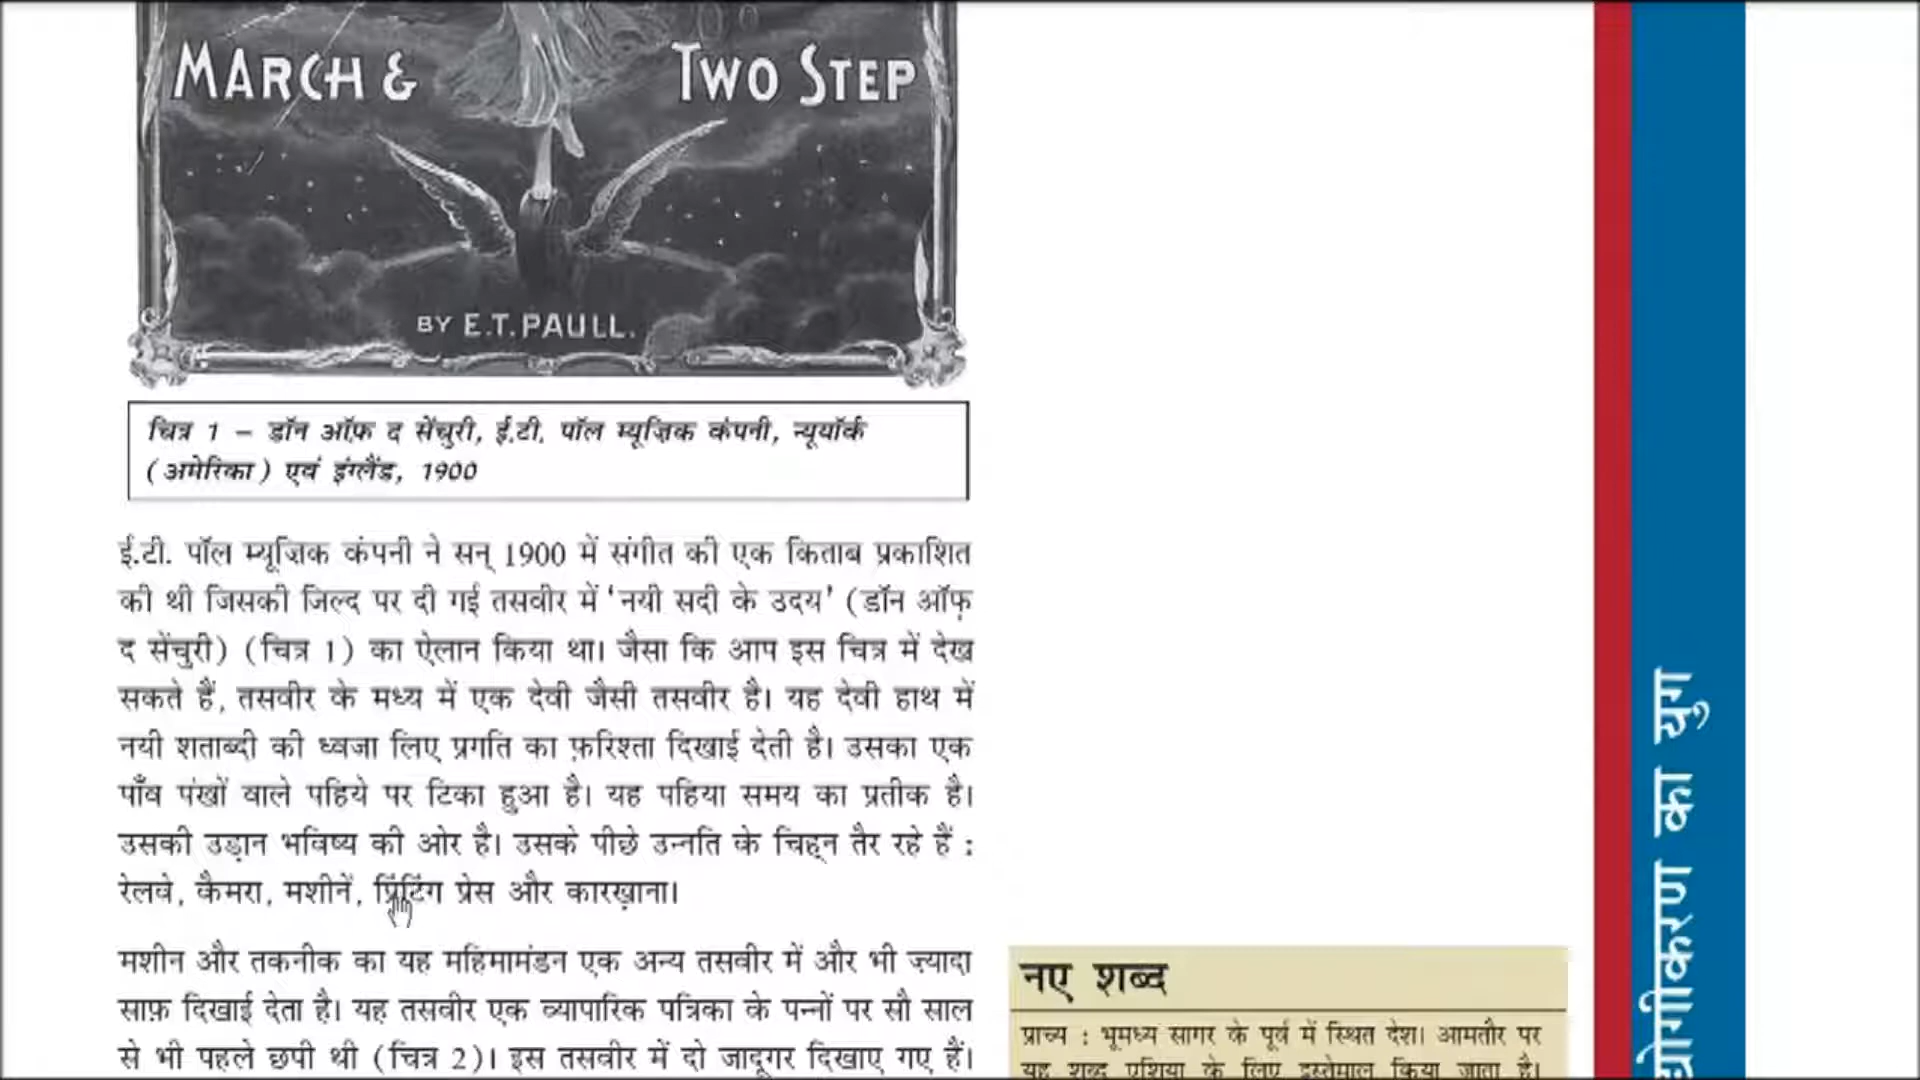 MARCH & TWO STEP
BY E.T. PAULL.
चित्र 1 – डॉन ऑफ़ द सेंचुरी, ई.टी. पॉल म्यूज़िक कंपनी, न्यूयॉर्क
(अमेरिका) एवं इंग्लैंड, 1900
ई.टी. पॉल म्यूज़िक कंपनी ने सन् 1900 में संगीत की एक किताब प्रकाशित
की थी जिसकी जिल्द पर दी गई तसवीर में ‘नयी सदी के उदय’ (डॉन ऑफ़
द सेंचुरी) (चित्र 1) का ऐलान किया था। जैसा कि आप इस चित्र में देख
सकते हैं, तसवीर के मध्य में एक देवी जैसी तसवीर है। यह देवी हाथ में
नयी शताब्दी की ध्वजा लिए प्रगति का फ़रिश्ता दिखाई देती है। उसका एक
पाँव पंखों वाले पहिये पर टिका हुआ है। यह पहिया समय का प्रतीक है।
उसकी उड़ान भविष्य की ओर है। उसके पीछे उन्नति के चिह्न तैर रहे हैं :
रेलवे, कैमरा, मशीनें, प्रिंटिंग प्रेस और कारख़ाना।
मशीन और तकनीक का यह महिमामंडन एक अन्य तसवीर में और भी ज़्यादा
साफ़ दिखाई देता है। यह तसवीर एक व्यापारिक पत्रिका के पन्नों पर सौ साल
से भी पहले छपी थी (चित्र 2)। इस तसवीर में दो जादूगर दिखाए गए हैं।
नए शब्द
प्राच्य : भूमध्य सागर के पूर्व में स्थित देश। आमतौर पर
यह शब्द एशिया के लिए इस्तेमाल किया जाता है।
का युग